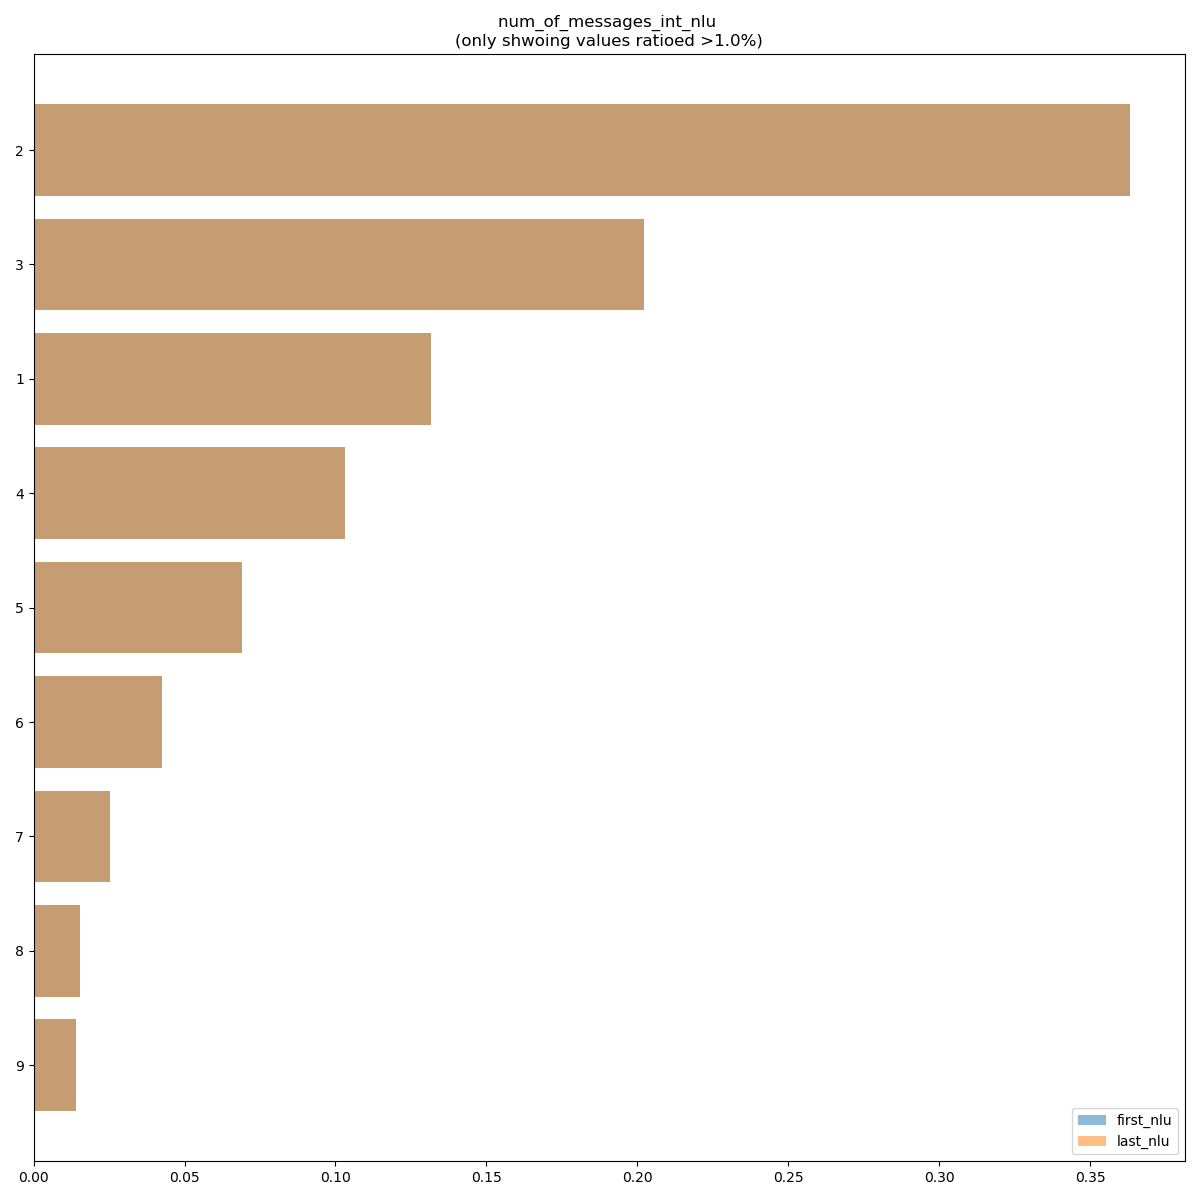 num_of_messages_int_nlu
(only shwoing values ratioed >1.0%)
2
3
1
4
5
6
7
8
9
first_nlu
last_nlu
0.00 0.05 0.10 0.15 0.20 0.25 0.30 0.35